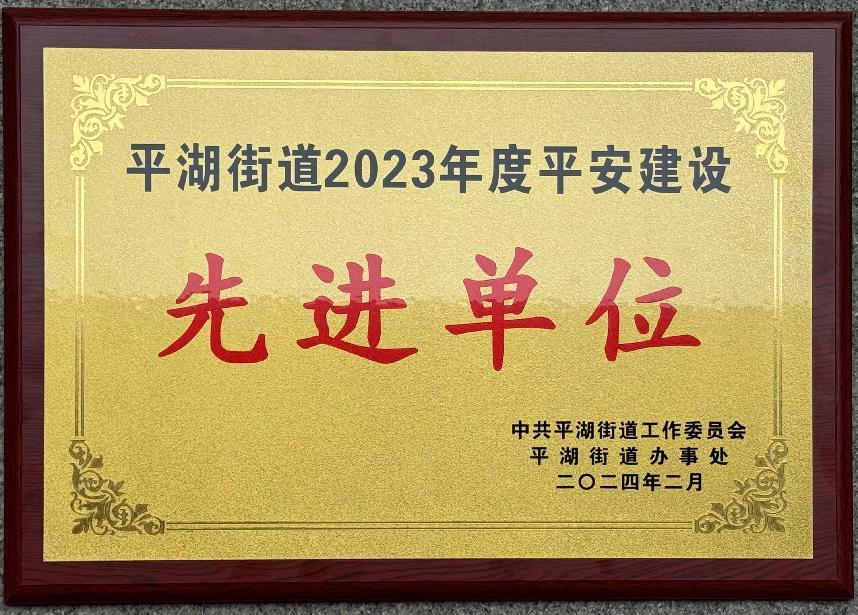 平湖街道2023年度平安建设
先进单位
中共平湖街道工作委员会
平湖街道办事处
二〇二四年二月